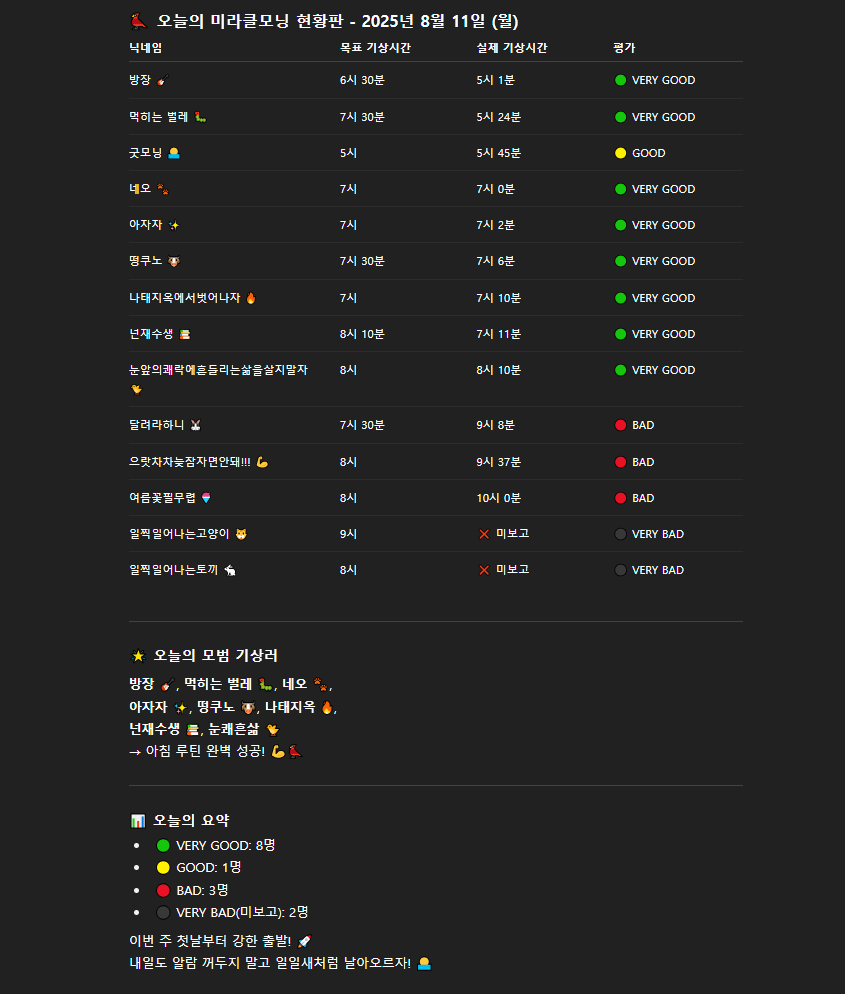 🐦‍🔥 오늘의 미라클모닝 현황판 - 2025년 8월 11일 (월)
닉네임 목표 기상시간 실제 기상시간 평가
방장 🎸 6시 30분 5시 1분 🟢 VERY GOOD
먹히는 벌레 🐛 7시 30분 5시 24분 🟢 VERY GOOD
굿모닝 🙂 5시 5시 45분 🟡 GOOD
네오 🐾 7시 7시 0분 🟢 VERY GOOD
아자자 ✨ 7시 7시 2분 🟢 VERY GOOD
떵쿠노 🐮 7시 30분 7시 6분 🟢 VERY GOOD
나태지옥에서벗어나자 🔥 7시 7시 10분 🟢 VERY GOOD
넌재수생 📚 8시 10분 7시 11분 🟢 VERY GOOD
눈앞의쾌락에흔들리는삶을살지말자 8시 8시 10분 🟢 VERY GOOD
🐤
달려라하니 🐰 7시 30분 9시 8분 🔴 BAD
으랏차차늦잠자면안돼!!! 💪 8시 9시 37분 🔴 BAD
여름꽃필무렵 🍧 8시 10시 0분 🔴 BAD
일찍일어나는고양이 🐱 9시 ❌ 미보고 ⚫ VERY BAD
일찍일어나는토끼 🐇 8시 ❌ 미보고 ⚫ VERY BAD
🌟 오늘의 모범 기상러
방장 🎸, 먹히는 벌레 🐛, 네오 🐾,
아자자 ✨, 떵쿠노 🐮, 나태지옥 🔥,
넌재수생 📚, 눈쾌흔삶 🐤
→ 아침 루틴 완벽 성공! 💪🐦
📊 오늘의 요약
• 🟢 VERY GOOD: 8명
• 🟡 GOOD: 1명
• 🔴 BAD: 3명
• ⚫ VERY BAD(미보고): 2명
이번 주 첫날부터 강한 출발! 🚀
내일도 알람 꺼두지 말고 일일새처럼 날아오르자! 🙂